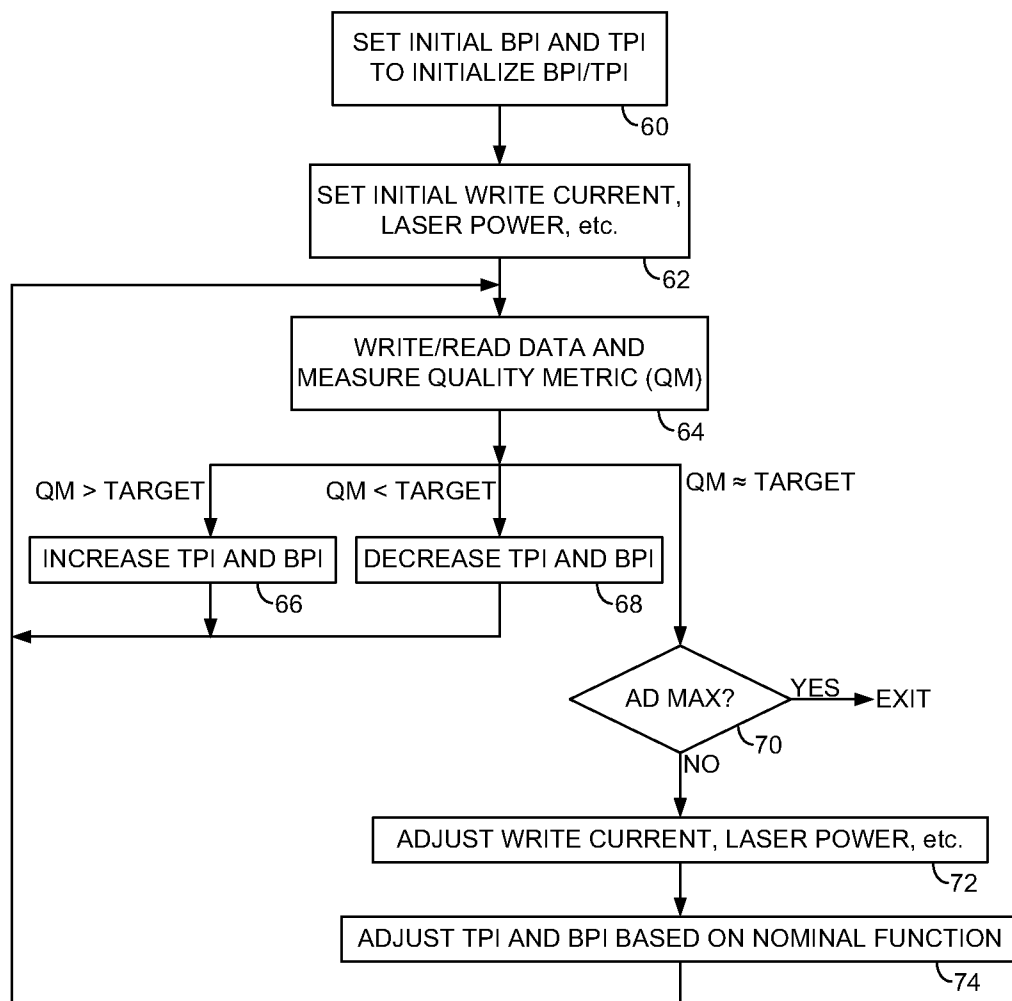 SET INITIAL BPI AND TPI
TO INITIALIZE BPI/TPI
60
SET INITIAL WRITE CURRENT,
LASER POWER, etc.
62
WRITE/READ DATA AND
MEASURE QUALITY METRIC (QM)
64
QM > TARGET
QM < TARGET
QM ≈ TARGET
INCREASE TPI AND BPI
66
DECREASE TPI AND BPI
68
AD MAX?
YES
EXIT
70
NO
ADJUST WRITE CURRENT, LASER POWER, etc.
72
ADJUST TPI AND BPI BASED ON NOMINAL FUNCTION
74